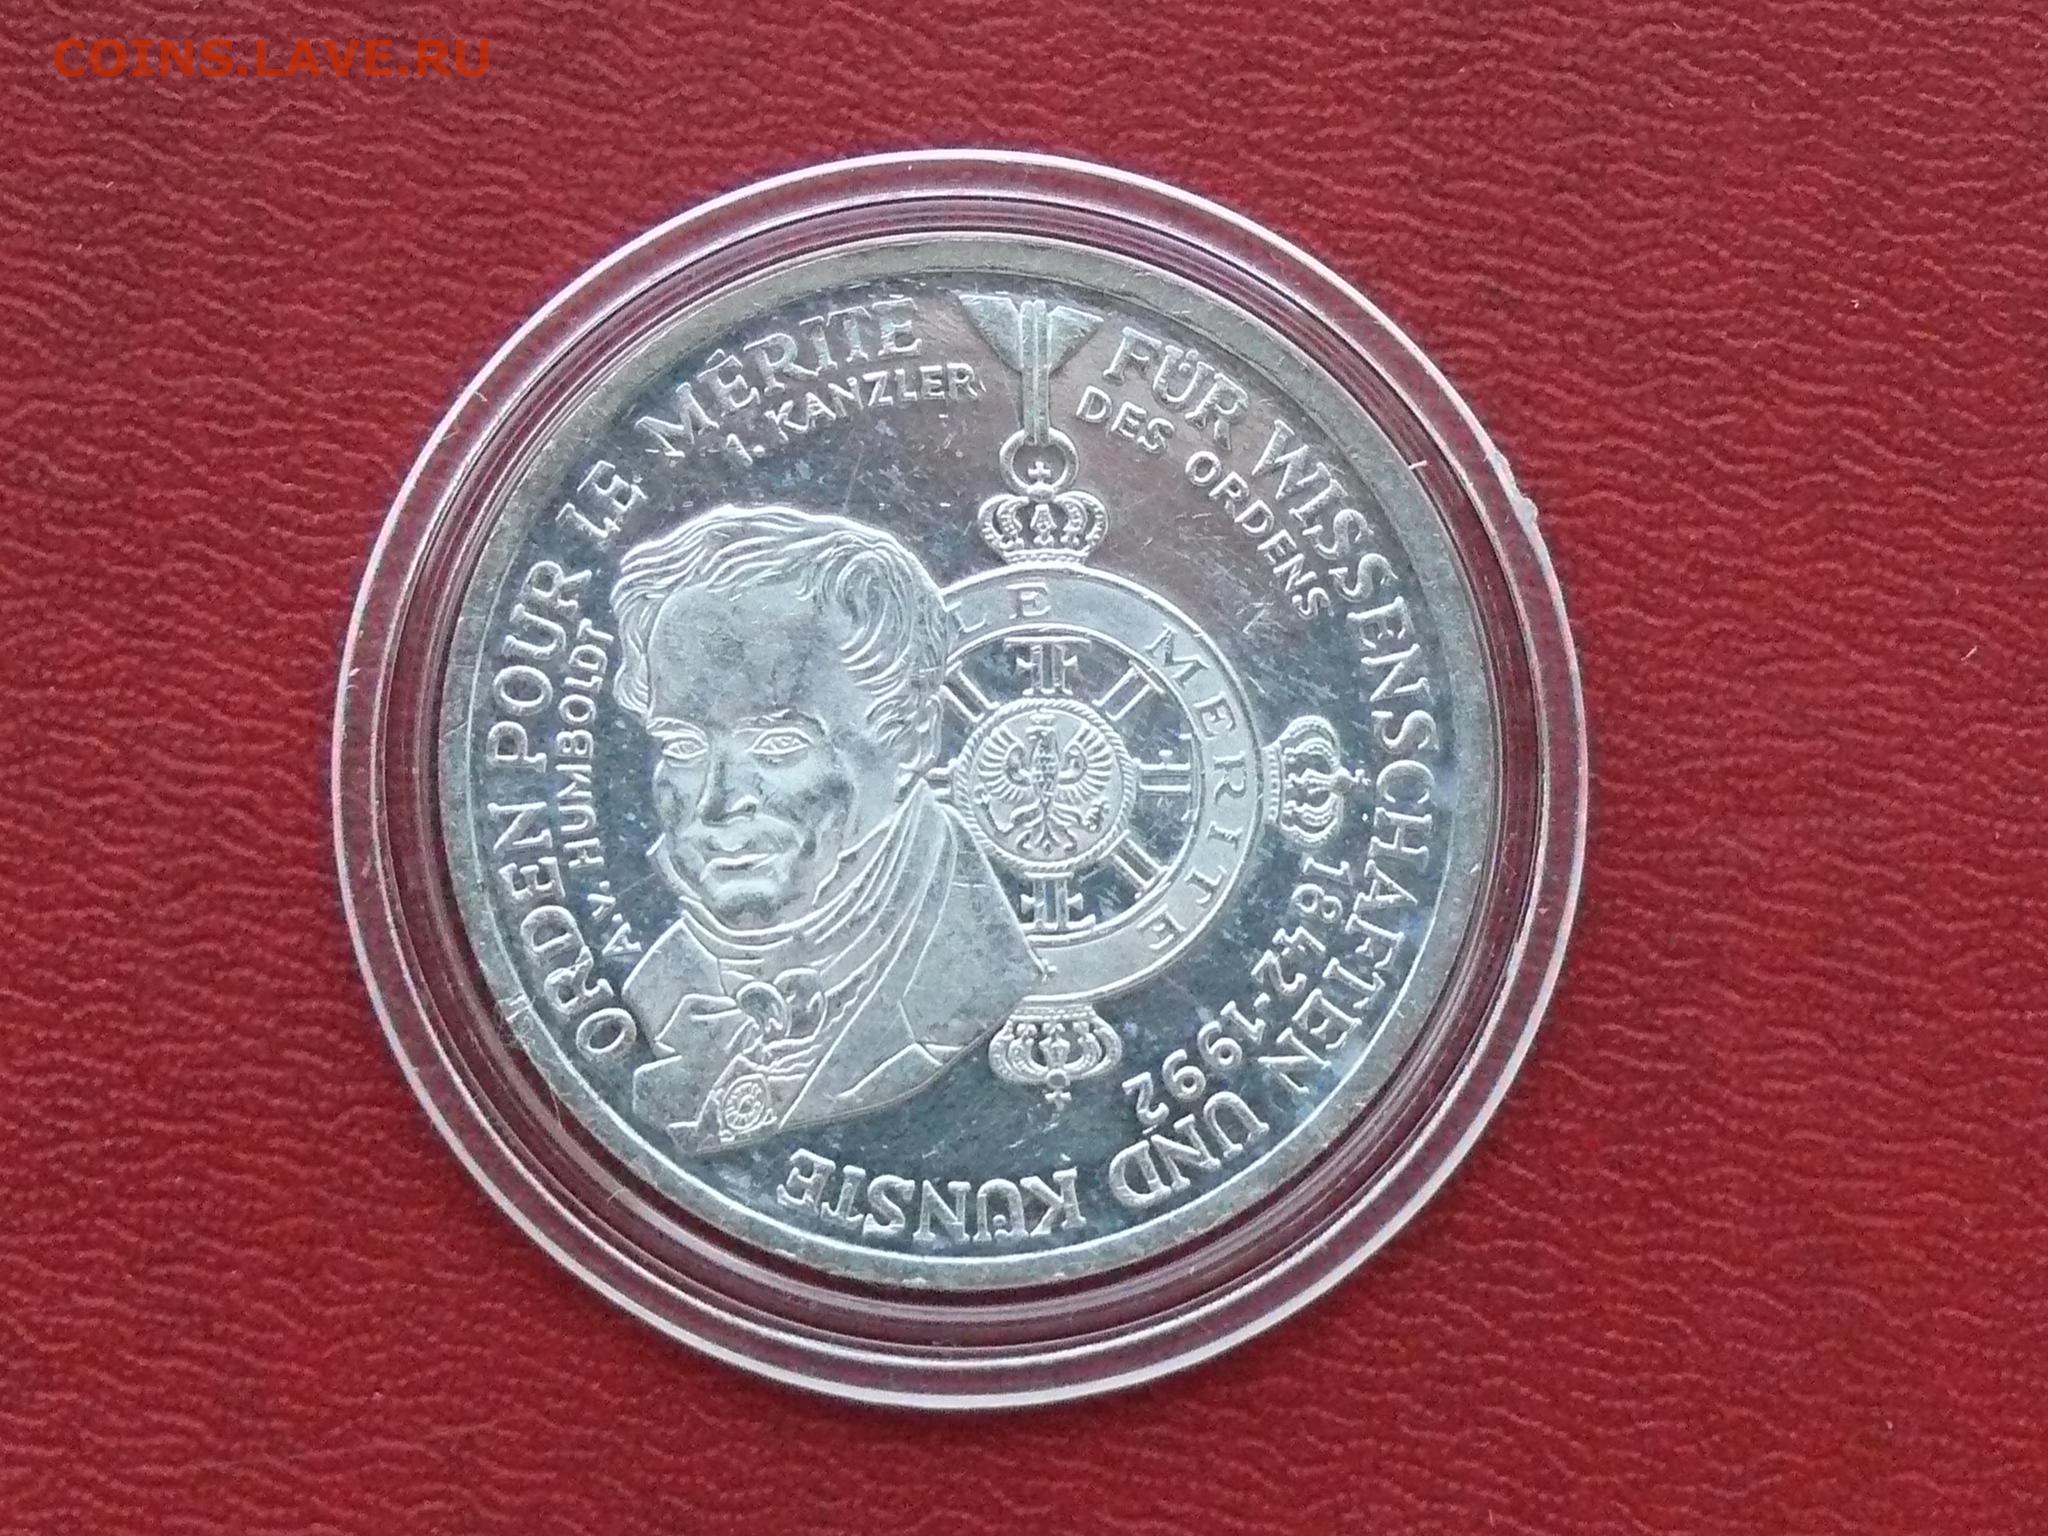 COINS.LAVE.RU
ORDEN POUR LE MÉRITE FÜR WISSENSCHAFTEN UND KÜNSTE
A.v. HUMBOLDT 1. KANZLER DES ORDENS 1842-1992
LE MERITE